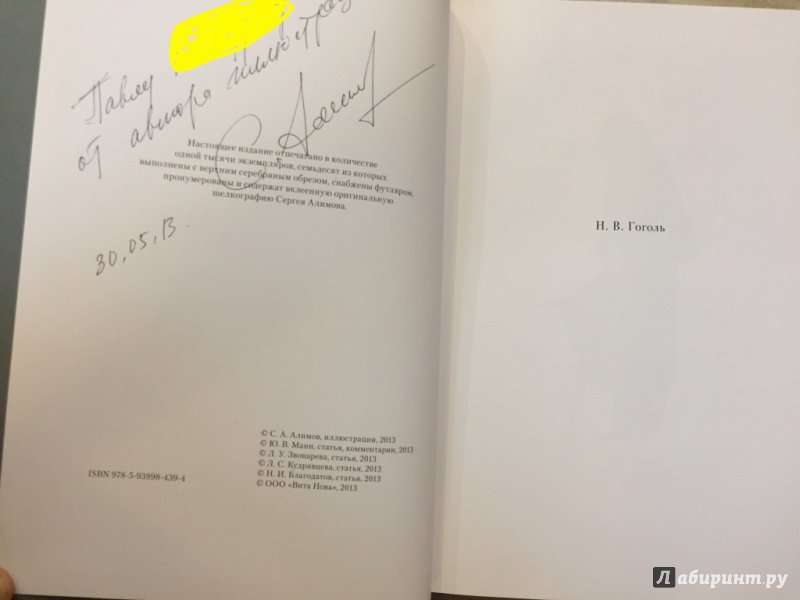 Павлу
от автора иллюстра
С. Алим
30,05,13.
Настоящее издание отпечатано в количестве
одной тысячи экземпляров, семьдесят из которых
выполнены с верхним серебряным обрезом, снабжены футляром,
пронумерованы и содержат вклеенную оригинальную
шелкографию Сергея Алимова.
ISBN 978-5-93898-439-4
© С. А. Алимов, иллюстрации, 2013
© Ю. В. Манн, статья, комментарии, 2013
© Л. У. Звонарева, статья, 2013
© Л. С. Кудрявцева, статья, 2013
© Н. И. Благодатов, статья, 2013
© ООО «Вита Нова», 2013
Н. В. Гоголь
Лабиринт.ру